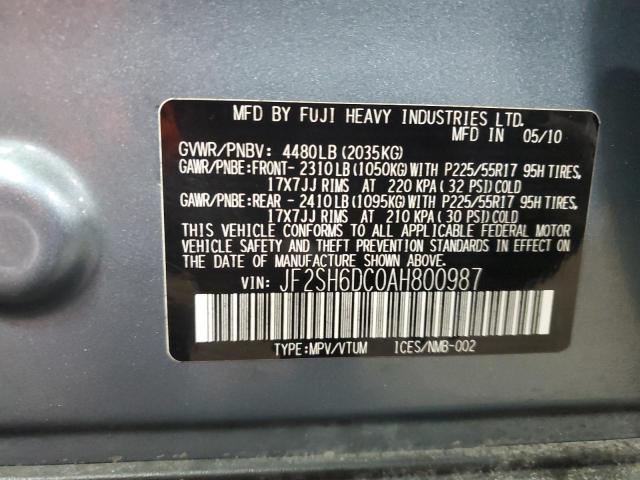 MFD BY FUJI HEAVY INDUSTRIES LTD.
MFD IN 05/10
GVWR/PNBV: 4480LB (2035KG)
GAWR/PNBE:FRONT- 2310LB (1050KG) WITH P225/55R17 95H TIRES,
17X7JJ RIMS AT 220 KPA (32 PSI) COLD
GAWR/PNBE:REAR - 2410LB (1095KG) WITH P225/55R17 95H TIRES,
17X7JJ RIMS AT 210 KPA (30 PSI) COLD
THIS VEHICLE CONFORMS TO ALL APPLICABLE FEDERAL MOTOR
VEHICLE SAFETY AND THEFT PREVENTION STANDARDS IN EFFECT ON
THE DATE OF MANUFACTURE SHOWN ABOVE.
VIN: JF2SH6DC0AH800987
TYPE:MPV/VTUM ICES/NMB-002